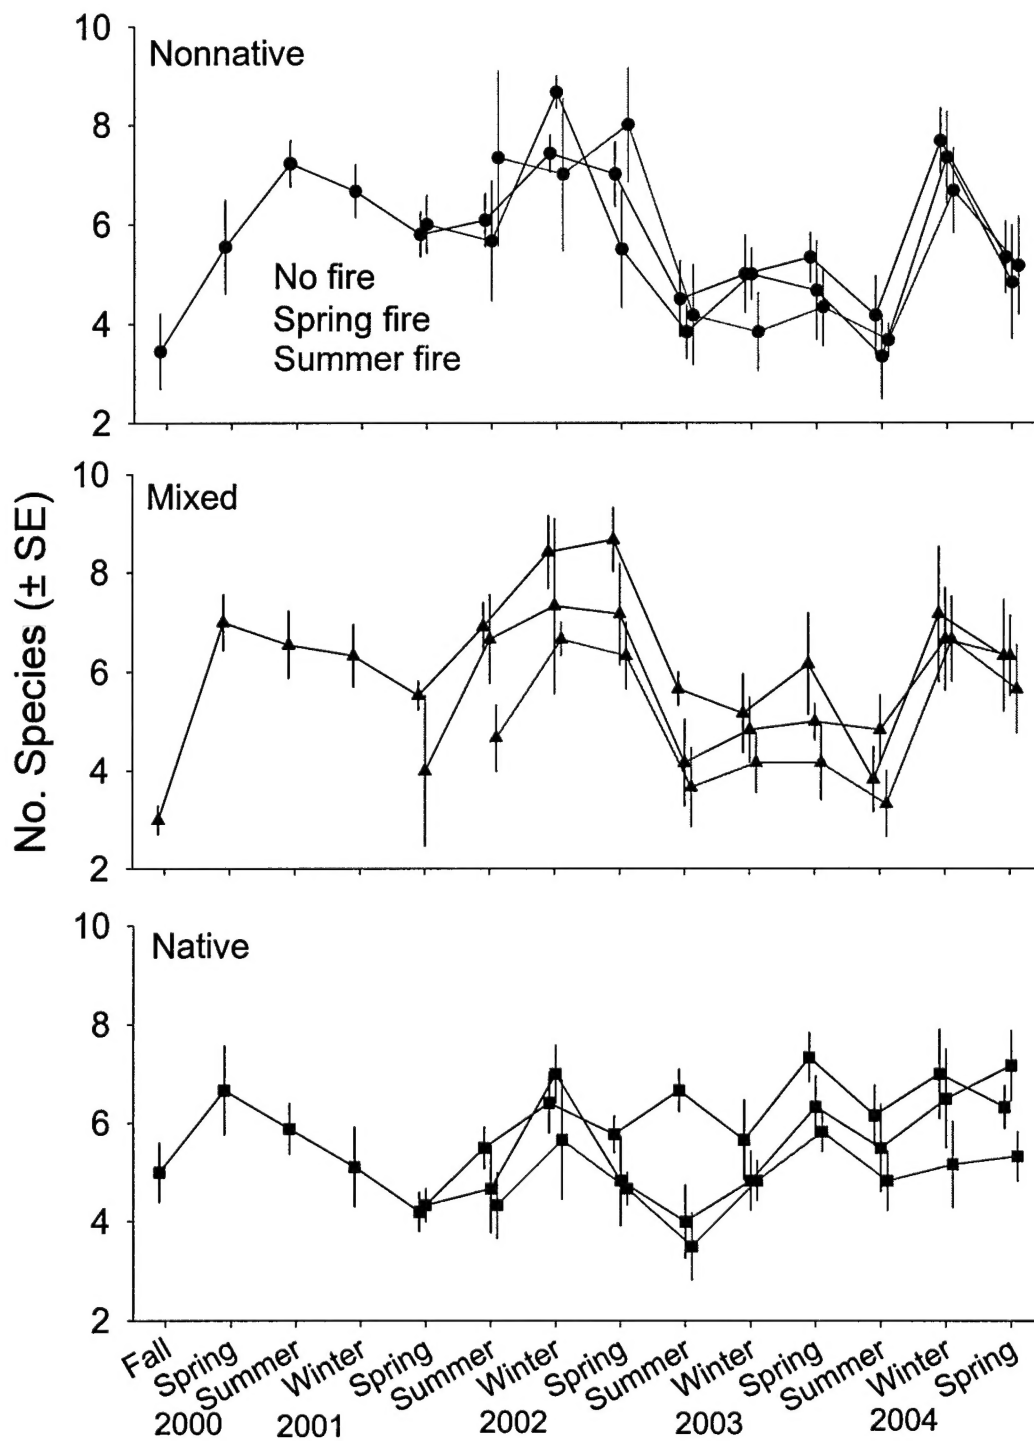 No. Species (± SE)
10
Nonnative
8
6
No fire
Spring fire
4
Summer fire
2
10
Mixed
8
6
4
2
10
Native
8
6
4
2
Fall Spring Summer Winter Spring Summer Winter Spring Summer Winter Spring Summer Winter Spring
2000 2001 2002 2003 2004